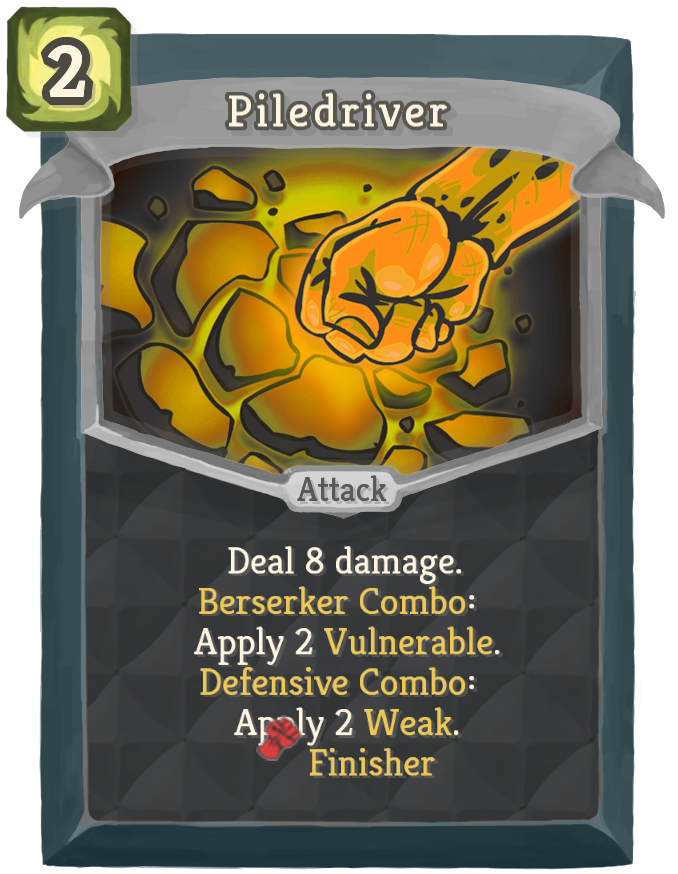 2
Piledriver
Attack
Deal 8 damage.
Berserker Combo:
Apply 2 Vulnerable.
Defensive Combo:
Apply 2 Weak.
Finisher